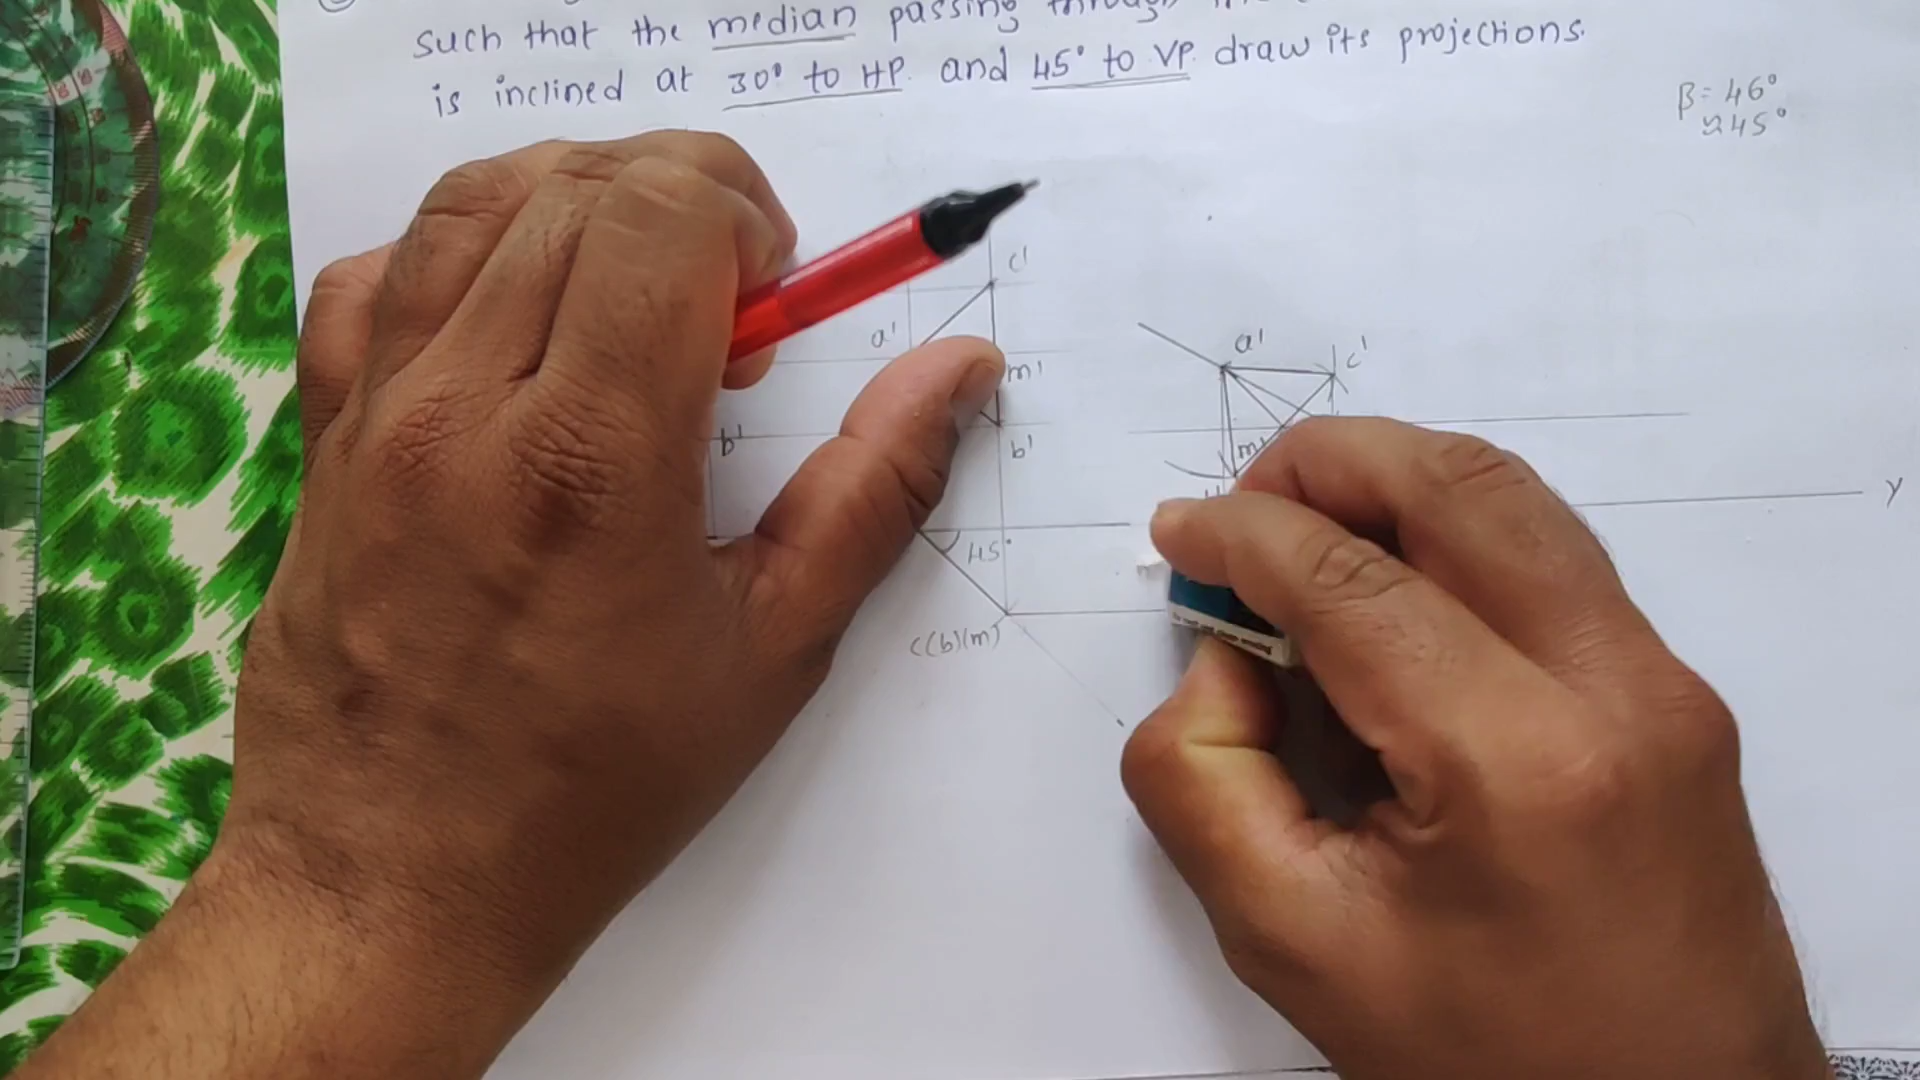 such that the median passing through
is inclined at 30° to HP. and 45° to VP. draw its projections.
β = 46°
≈ 45°
c'
a'
m'
b'
b'
45°
c(b)(m)
a'
c'
m'
Y